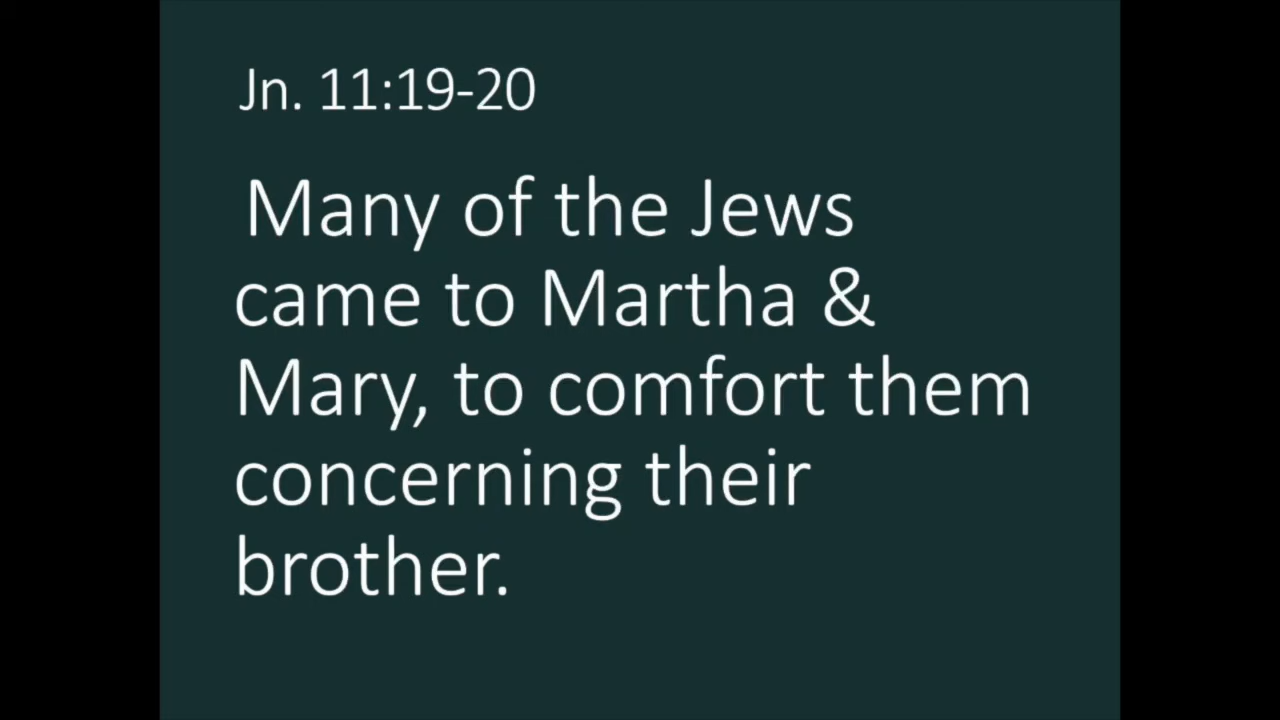 Jn. 11:19-20
Many of the Jews
came to Martha &
Mary, to comfort them
concerning their
brother.